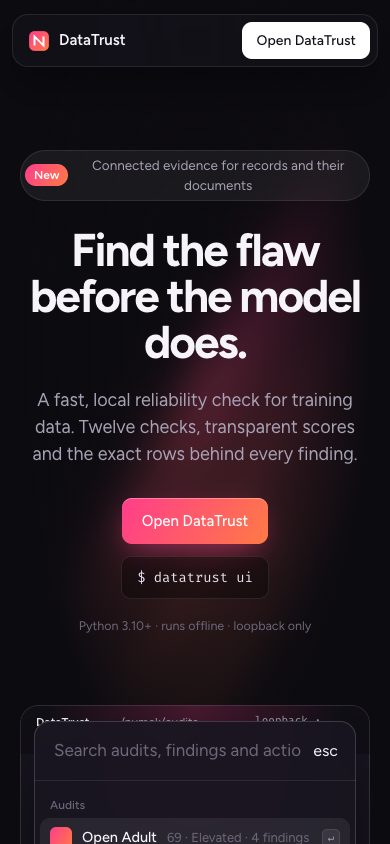 DataTrust
Open DataTrust
New
Connected evidence for records and their
documents
Find the flaw
before the model
does.
A fast, local reliability check for training
data. Twelve checks, transparent scores
and the exact rows behind every finding.
Open DataTrust
$ datatrust ui
Python 3.10+ · runs offline · loopback only
DataTrust
loopback
Search audits, findings and actio
esc
Audits
Open Adult 69 · Elevated · 4 findings ↵